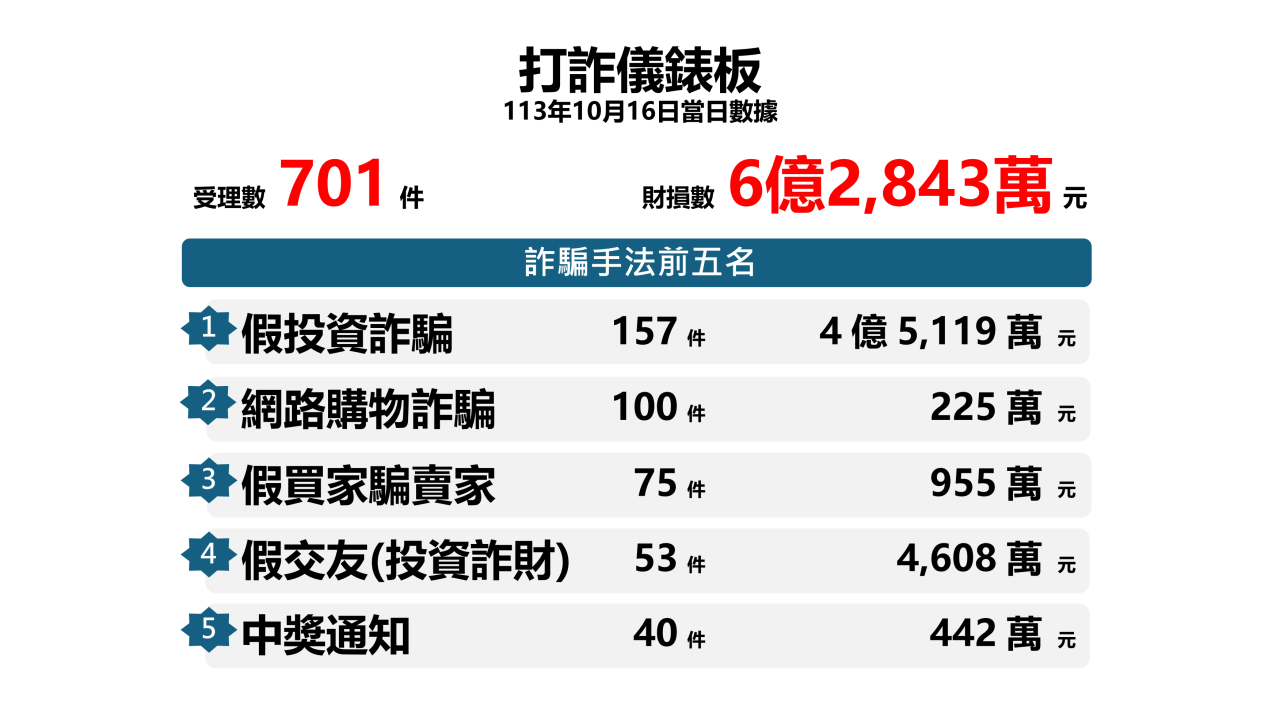 打詐儀錶板
113年10月16日當日數據
受理數 701 件 財損數 6億2,843萬 元
詐騙手法前五名
1 假投資詐騙 157 件 4 億 5,119 萬 元
2 網路購物詐騙 100 件 225 萬 元
3 假買家騙賣家 75 件 955 萬 元
4 假交友(投資詐財) 53 件 4,608 萬 元
5 中獎通知 40 件 442 萬 元